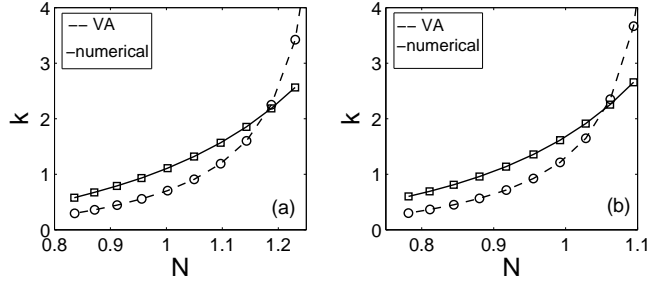 4
3
2
1
0
k
-- VA
–numerical
(a)
0.8 0.9 1 1.1 1.2
N
4
3
2
1
0
k
-- VA
–numerical
(b)
0.8 0.9 1 1.1
N